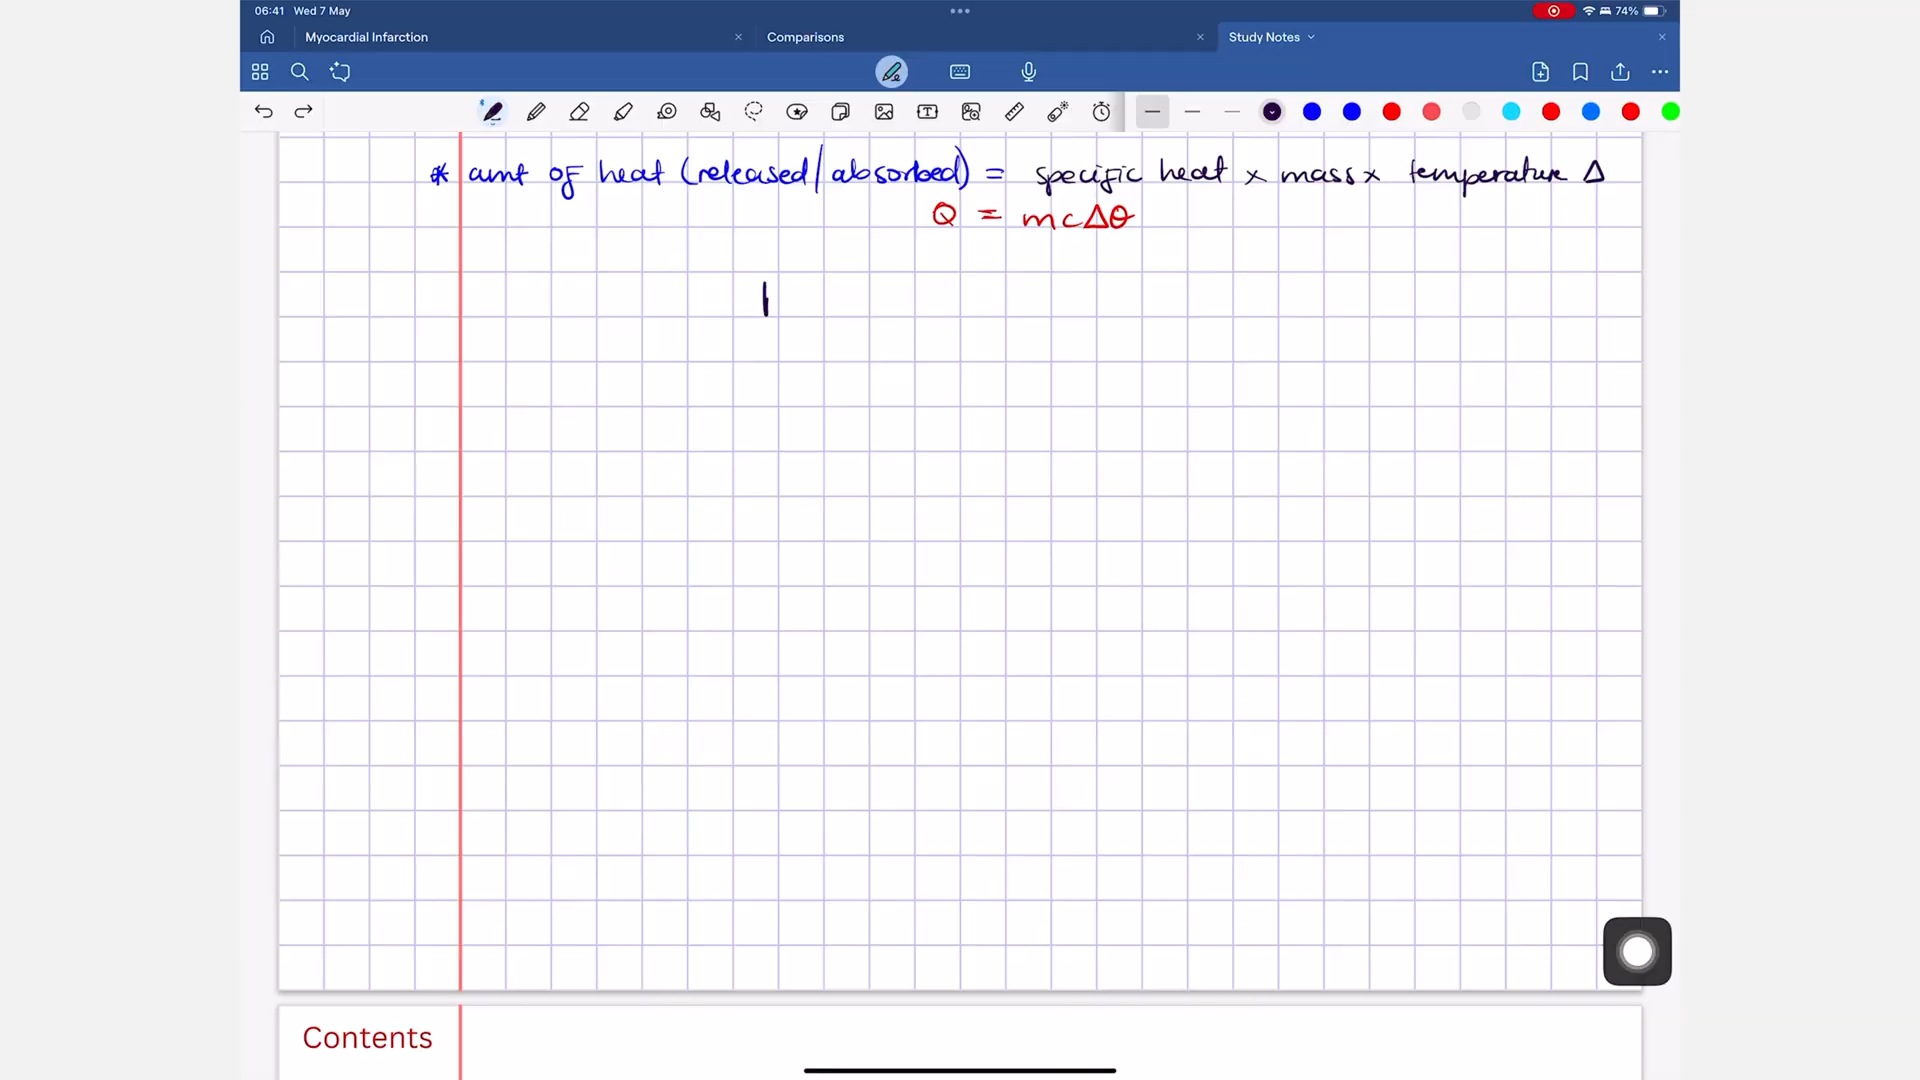 06:41 Wed 7 May 74%
Myocardial Infarction Comparisons Study Notes
* amt of heat (released/absorbed) = specific heat x mass x temperature Δ
Q = mcΔθ
Contents